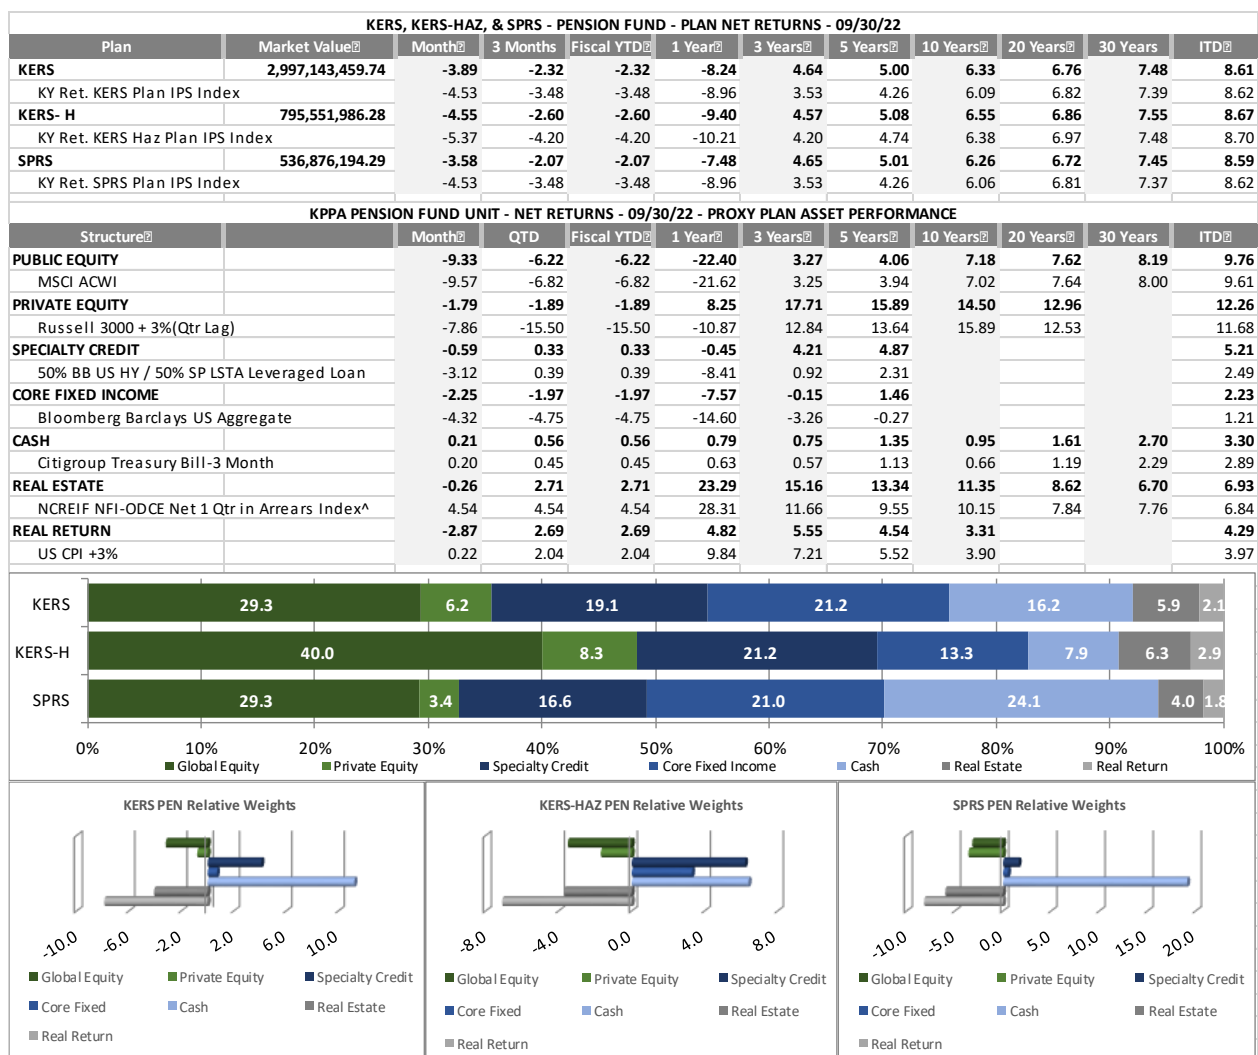 KERS, KERS-HAZ, & SPRS - PENSION FUND - PLAN NET RETURNS - 09/30/22
Plan Market Value Month 3 Months Fiscal YTD 1 Year 3 Years 5 Years 10 Years 20 Years 30 Years ITD
KERS 2,997,143,459.74 -3.89 -2.32 -2.32 -8.24 4.64 5.00 6.33 6.76 7.48 8.61
KY Ret. KERS Plan IPS Index -4.53 -3.48 -3.48 -8.96 3.53 4.26 6.09 6.82 7.39 8.62
KERS- H 795,551,986.28 -4.55 -2.60 -2.60 -9.40 4.57 5.08 6.55 6.86 7.55 8.67
KY Ret. KERS Haz Plan IPS Index -5.37 -4.20 -4.20 -10.21 4.20 4.74 6.38 6.97 7.48 8.70
SPRS 536,876,194.29 -3.58 -2.07 -2.07 -7.48 4.65 5.01 6.26 6.72 7.45 8.59
KY Ret. SPRS Plan IPS Index -4.53 -3.48 -3.48 -8.96 3.53 4.26 6.06 6.81 7.37 8.62
KPPA PENSION FUND UNIT - NET RETURNS - 09/30/22 - PROXY PLAN ASSET PERFORMANCE
Structure Month QTD Fiscal YTD 1 Year 3 Years 5 Years 10 Years 20 Years 30 Years ITD
PUBLIC EQUITY -9.33 -6.22 -6.22 -22.40 3.27 4.06 7.18 7.62 8.19 9.76
MSCI ACWI -9.57 -6.82 -6.82 -21.62 3.25 3.94 7.02 7.64 8.00 9.61
PRIVATE EQUITY -1.79 -1.89 -1.89 8.25 17.71 15.89 14.50 12.96 12.26
Russell 3000 + 3%(Qtr Lag) -7.86 -15.50 -15.50 -10.87 12.84 13.64 15.89 12.53 11.68
SPECIALTY CREDIT -0.59 0.33 0.33 -0.45 4.21 4.87 5.21
50% BB US HY / 50% SP LSTA Leveraged Loan -3.12 0.39 0.39 -8.41 0.92 2.31 2.49
CORE FIXED INCOME -2.25 -1.97 -1.97 -7.57 -0.15 1.46 2.23
Bloomberg Barclays US Aggregate -4.32 -4.75 -4.75 -14.60 -3.26 -0.27 1.21
CASH 0.21 0.56 0.56 0.79 0.75 1.35 0.95 1.61 2.70 3.30
Citigroup Treasury Bill-3 Month 0.20 0.45 0.45 0.63 0.57 1.13 0.66 1.19 2.29 2.89
REAL ESTATE -0.26 2.71 2.71 23.29 15.16 13.34 11.35 8.62 6.70 6.93
NCREIF NFI-ODCE Net 1 Qtr in Arrears Index^ 4.54 4.54 4.54 28.31 11.66 9.55 10.15 7.84 7.76 6.84
REAL RETURN -2.87 2.69 2.69 4.82 5.55 4.54 3.31 4.29
US CPI +3% 0.22 2.04 2.04 9.84 7.21 5.52 3.90 3.97
KERS 29.3 6.2 19.1 21.2 16.2 5.9 2.1
KERS-H 40.0 8.3 21.2 13.3 7.9 6.3 2.9
SPRS 29.3 3.4 16.6 21.0 24.1 4.0 1.8
0% 10% 20% 30% 40% 50% 60% 70% 80% 90% 100%
Global Equity Private Equity Specialty Credit Core Fixed Income Cash Real Estate Real Return
KERS PEN Relative Weights
-10.0 -6.0 -2.0 2.0 6.0 10.0
Global Equity Private Equity Specialty Credit
Core Fixed Cash Real Estate
Real Return
KERS-HAZ PEN Relative Weights
-8.0 -4.0 0.0 4.0 8.0
Global Equity Private Equity Specialty Credit
Core Fixed Cash Real Estate
Real Return
SPRS PEN Relative Weights
-10.0 -5.0 0.0 5.0 10.0 15.0 20.0
Global Equity Private Equity Specialty Credit
Core Fixed Cash Real Estate
Real Return